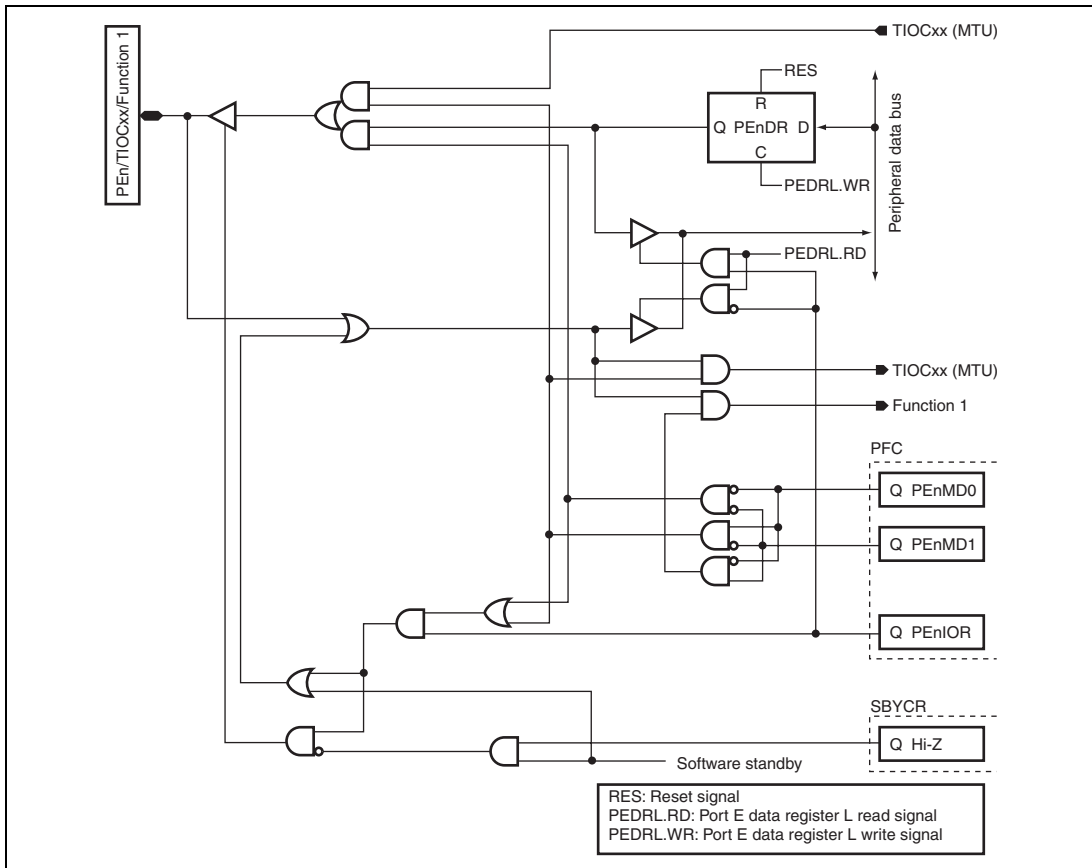 PEn/TIOCxx/Function 1
TIOCxx (MTU)
RES
R
Q PEnDR D
C
PEDRL.WR
Peripheral data bus
PEDRL.RD
TIOCxx (MTU)
Function 1
PFC
Q PEnMD0
Q PEnMD1
Q PEnIOR
SBYCR
Q Hi-Z
Software standby
RES: Reset signal
PEDRL.RD: Port E data register L read signal
PEDRL.WR: Port E data register L write signal